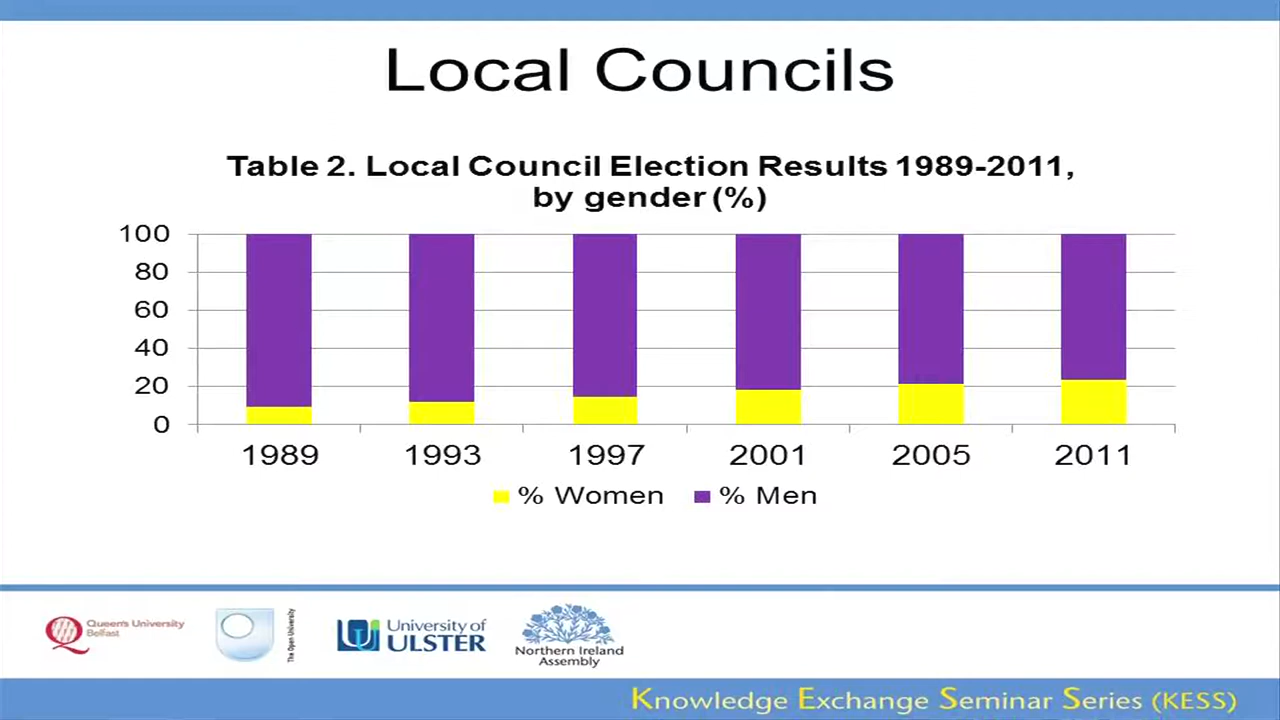 Local Councils
Table 2. Local Council Election Results 1989-2011,
by gender (%)
100
80
60
40
20
0
1989 1993 1997 2001 2005 2011
% Women % Men
Queen's University
Belfast
The Open University
University of
ULSTER
Northern Ireland
Assembly
Knowledge Exchange Seminar Series (KESS)